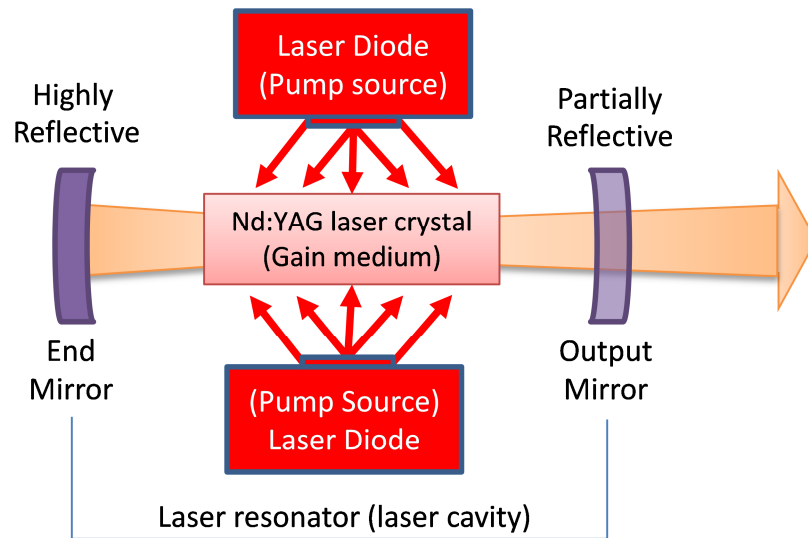 Laser Diode
(Pump source)
Highly
Reflective
Partially
Reflective
Nd:YAG laser crystal
(Gain medium)
End
Mirror
Output
Mirror
(Pump Source)
Laser Diode
Laser resonator (laser cavity)